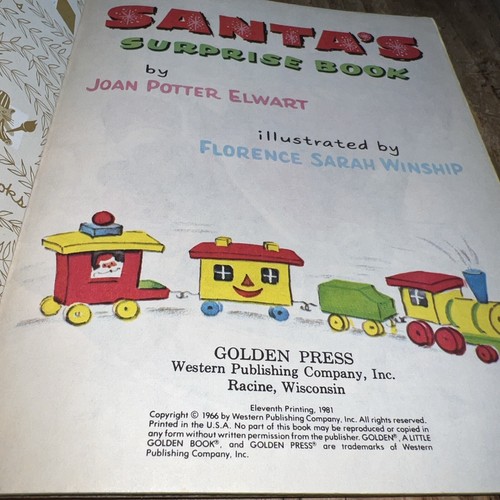 SANTA'S
SURPRISE BOOK
by
JOAN POTTER ELWART
illustrated by
FLORENCE SARAH WINSHIP
GOLDEN PRESS
Western Publishing Company, Inc.
Racine, Wisconsin
Eleventh Printing, 1981
Copyright © 1966 by Western Publishing Company, Inc. All rights reserved.
Printed in the U.S.A. No part of this book may be reproduced or copied in
any form without written permission from the publisher. GOLDEN®, A LITTLE
GOLDEN BOOK®, and GOLDEN PRESS® are trademarks of Western
Publishing Company, Inc.